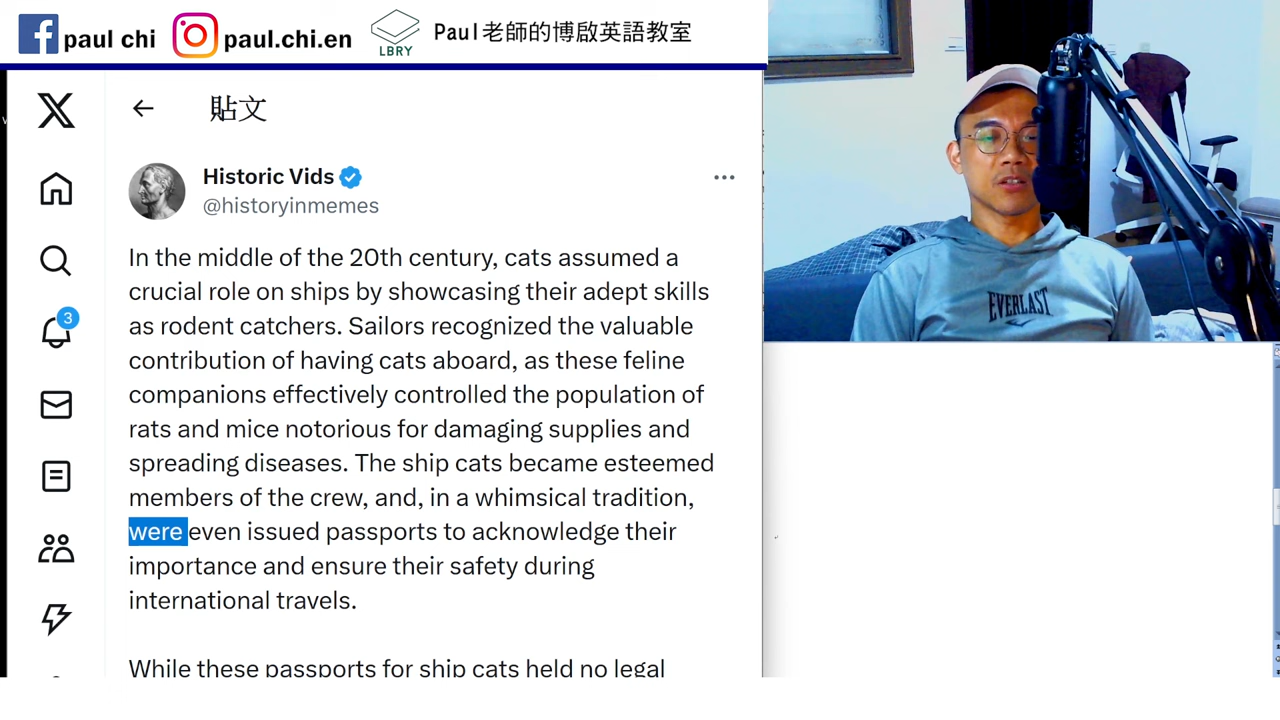 paul chi
paul.chi.en
LBRY
Paul老師的博啟英語教室
貼文
Historic Vids
@historyinmemes
3
In the middle of the 20th century, cats assumed a
crucial role on ships by showcasing their adept skills
as rodent catchers. Sailors recognized the valuable
contribution of having cats aboard, as these feline
companions effectively controlled the population of
rats and mice notorious for damaging supplies and
spreading diseases. The ship cats became esteemed
members of the crew, and, in a whimsical tradition,
were even issued passports to acknowledge their
importance and ensure their safety during
international travels.
While these passports for ship cats held no legal
EVERLAST